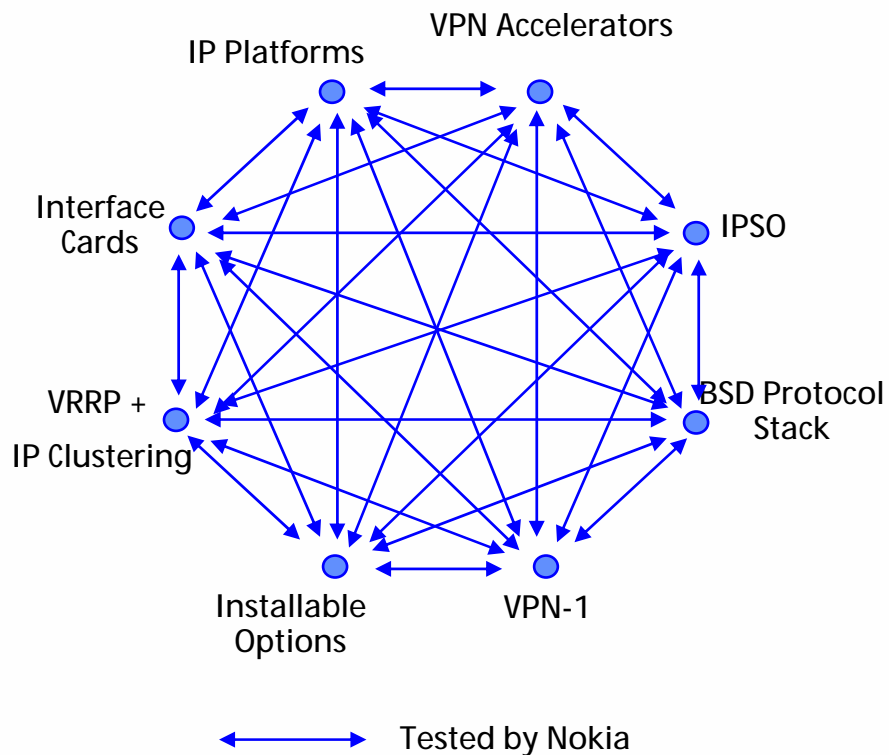 VPN Accelerators
IP Platforms
Interface
Cards
IPSO
VRRP +
IP Clustering
BSD Protocol
Stack
Installable
Options
VPN-1
Tested by Nokia